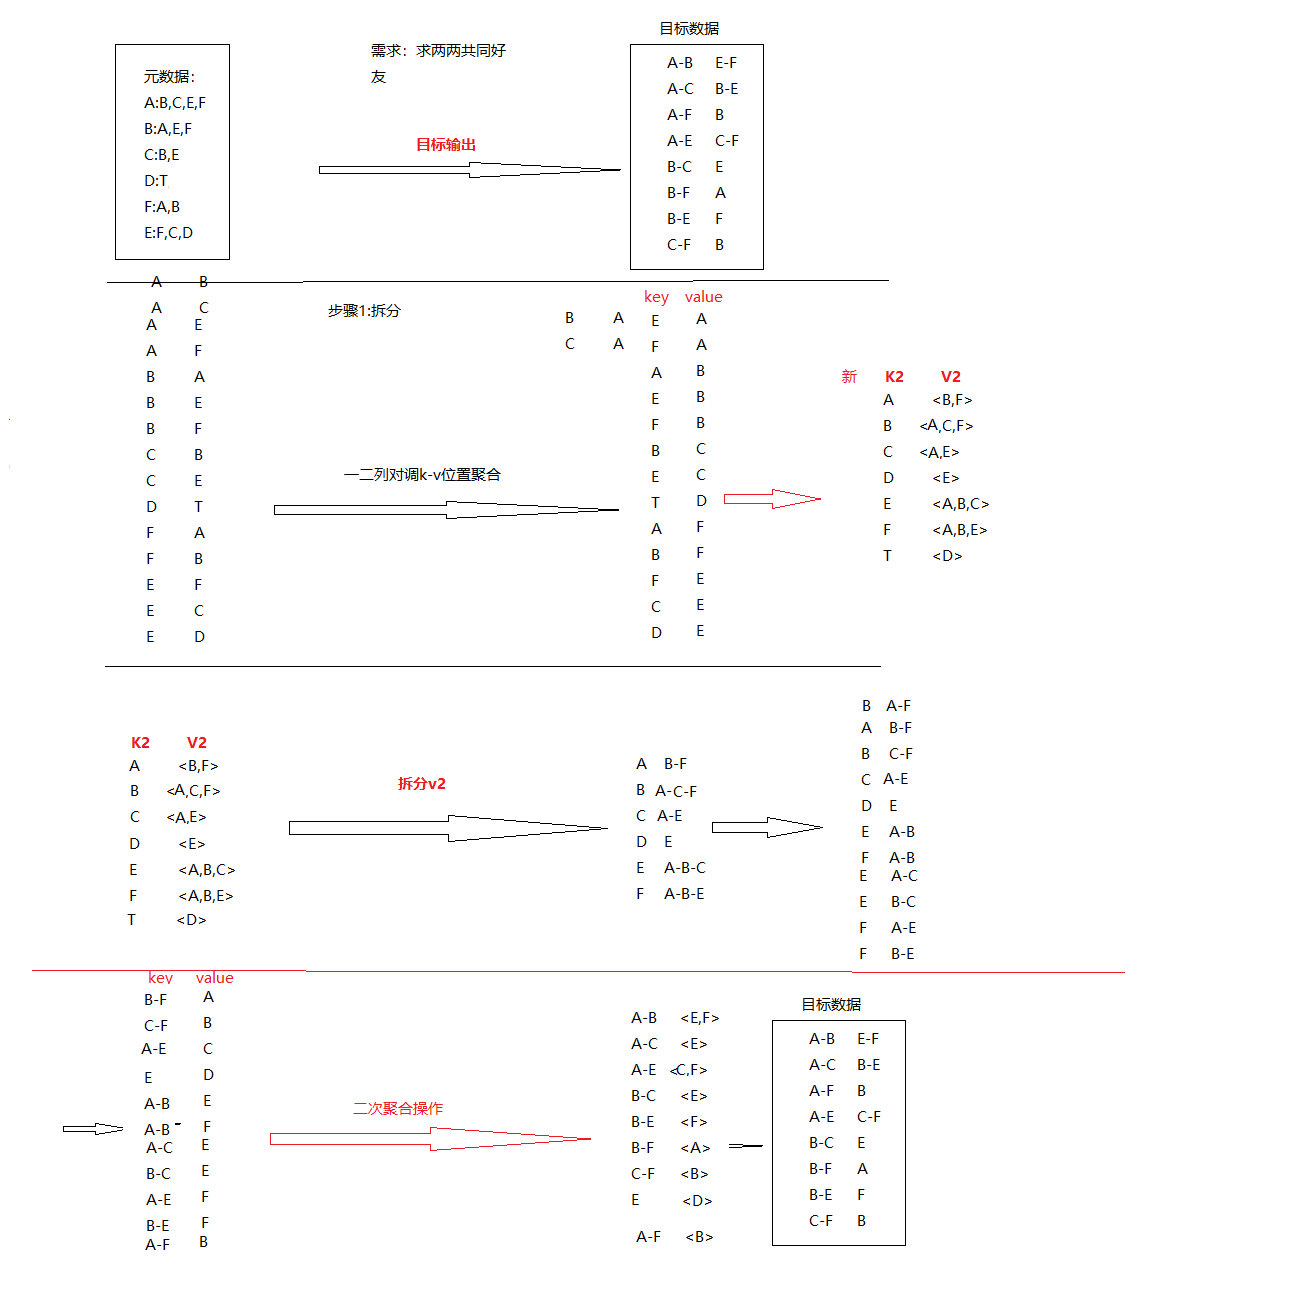 元数据：
A:B,C,E,F
B:A,E,F
C:B,E
D:T
F:A,B
E:F,C,D
需求：求两两共同好
友
目标输出
目标数据
A-B E-F
A-C B-E
A-F B
A-E C-F
B-C E
B-F A
B-E F
C-F B
A B
A C
A E
A F
B A
B E
B F
C B
C E
D T
F A
F B
E F
E C
E D
步骤1:拆分
一二列对调k-v位置聚合
key value
B A
C A
E A
F A
A B
E B
F B
B C
E C
T D
A F
B F
F E
C E
D E
新 K2 V2
A <B,F>
B <A,C,F>
C <A,E>
D <E>
E <A,B,C>
F <A,B,E>
T <D>
K2 V2
A <B,F>
B <A,C,F>
C <A,E>
D <E>
E <A,B,C>
F <A,B,E>
T <D>
拆分v2
A B-F
B A-C-F
C A-E
D E
E A-B-C
F A-B-E
B A-F
A B-F
B C-F
C A-E
D E
E A-B
F A-B
E A-C
E B-C
F A-E
F B-E
key value
B-F A
C-F B
A-E C
E D
A-B E
A-B F
A-C E
B-C E
A-E F
B-E F
A-F B
二次聚合操作
A-B <E,F>
A-C <E>
A-E <C,F>
B-C <E>
B-E <F>
B-F <A>
C-F <B>
E <D>
A-F <B>
目标数据
A-B E-F
A-C B-E
A-F B
A-E C-F
B-C E
B-F A
B-E F
C-F B